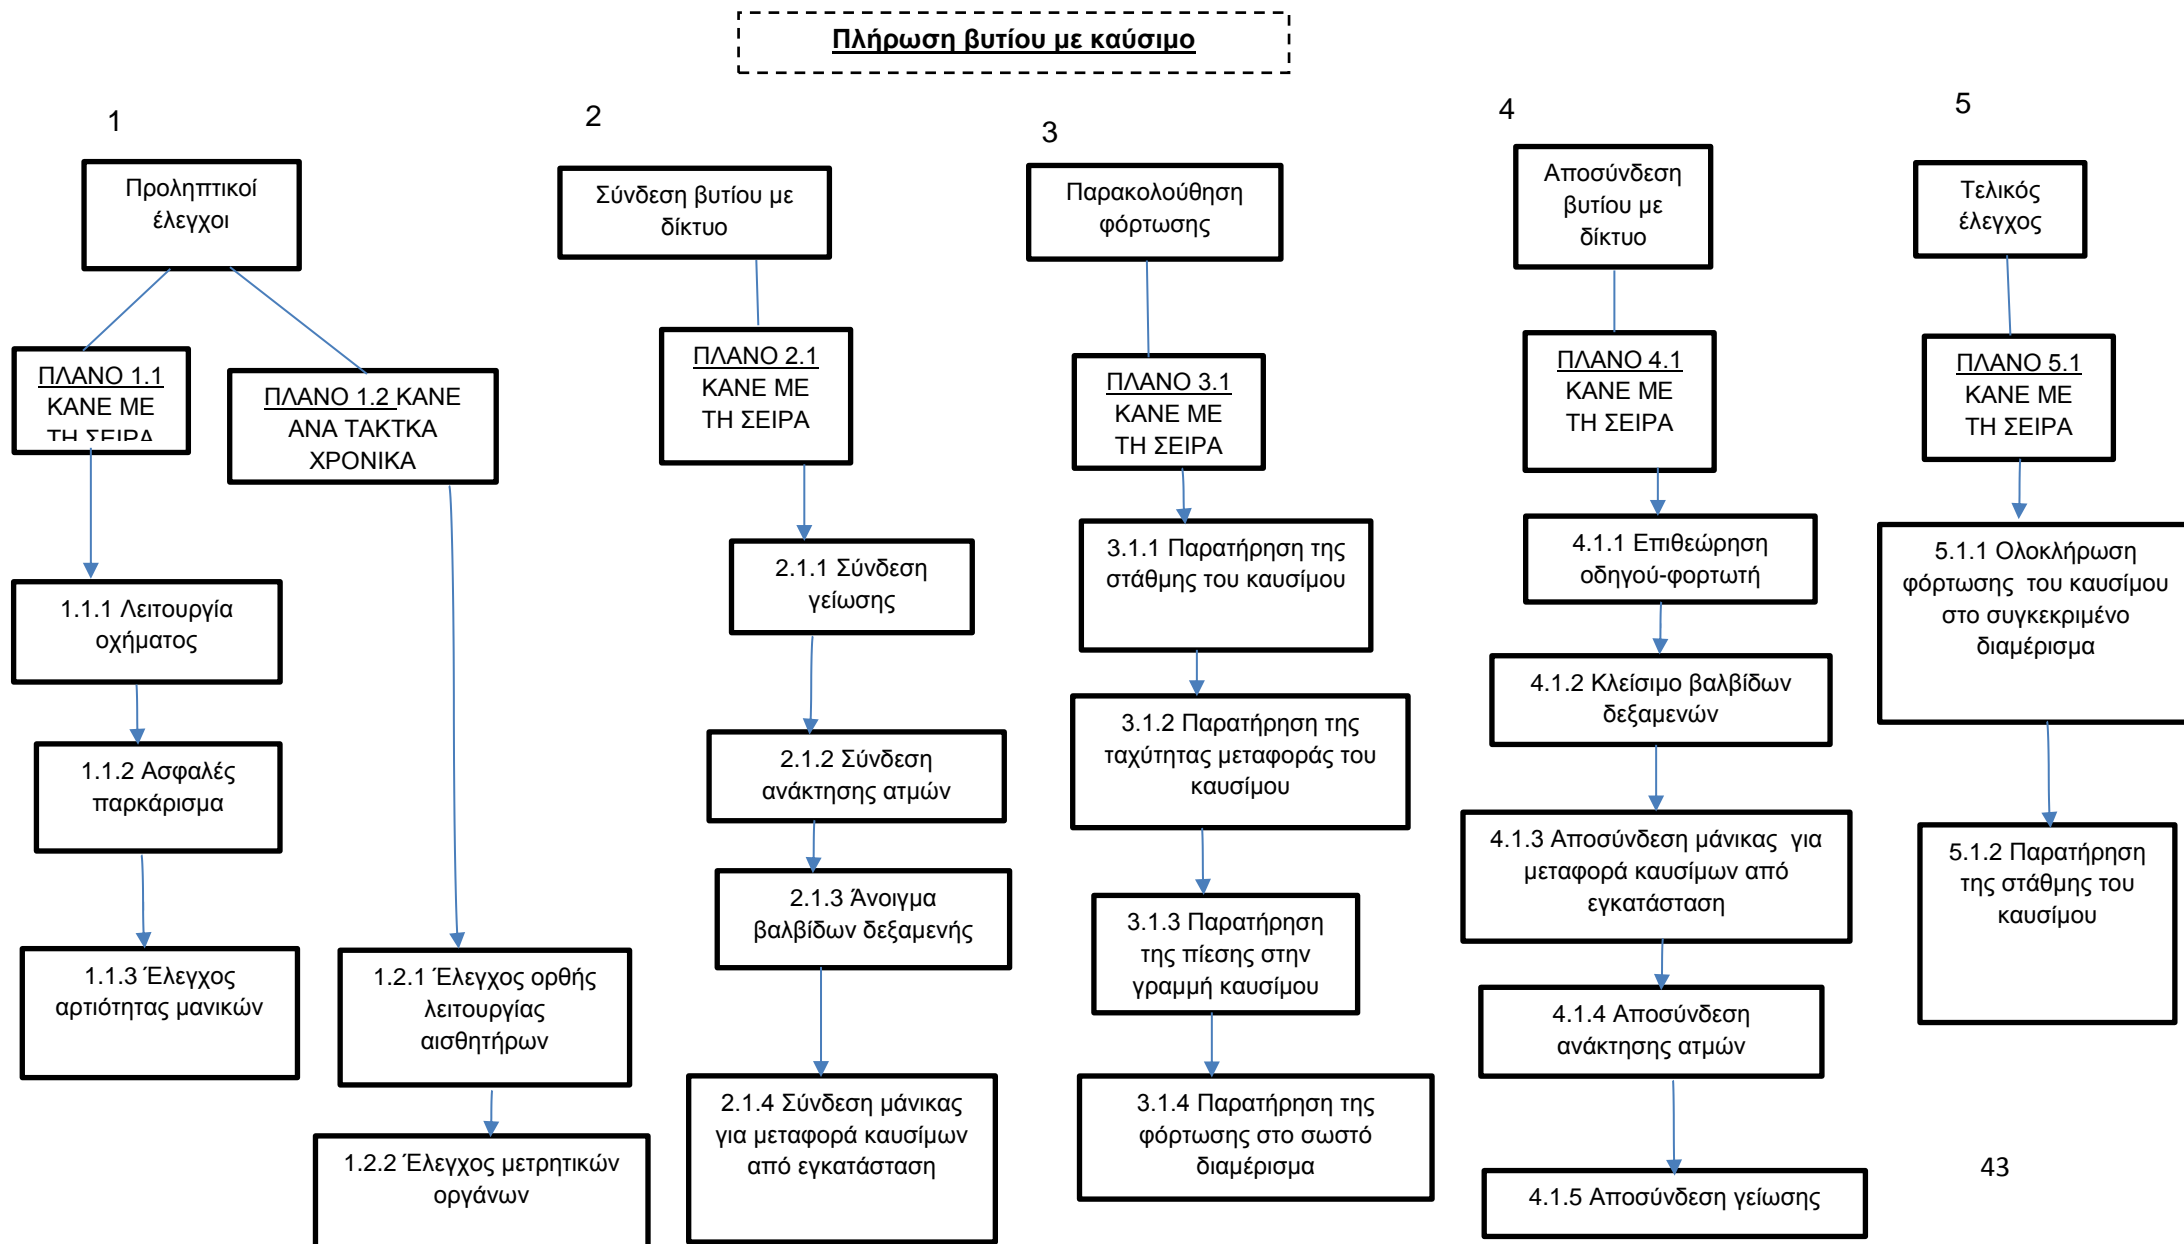 Πλήρωση βυτίου με καύσιμο
1
2
3
4
5
Προληπτικοί
έλεγχοι
Σύνδεση βυτίου με
δίκτυο
Παρακολούθηση
φόρτωσης
Αποσύνδεση
βυτίου με
δίκτυο
Τελικός
έλεγχος
ΠΛΑΝΟ 1.1
ΚΑΝΕ ΜΕ
ΤΗ ΣΕΙΡΑ
ΠΛΑΝΟ 1.2 ΚΑΝΕ
ΑΝΑ ΤΑΚΤΚΑ
ΧΡΟΝΙΚΑ
ΠΛΑΝΟ 2.1
ΚΑΝΕ ΜΕ
ΤΗ ΣΕΙΡΑ
ΠΛΑΝΟ 3.1
ΚΑΝΕ ΜΕ
ΤΗ ΣΕΙΡΑ
ΠΛΑΝΟ 4.1
ΚΑΝΕ ΜΕ
ΤΗ ΣΕΙΡΑ
ΠΛΑΝΟ 5.1
ΚΑΝΕ ΜΕ
ΤΗ ΣΕΙΡΑ
1.1.1 Λειτουργία
οχήματος
1.1.2 Ασφαλές
παρκάρισμα
1.1.3 Έλεγχος
αρτιότητας μανικών
1.2.1 Έλεγχος ορθής
λειτουργίας
αισθητήρων
1.2.2 Έλεγχος μετρητικών
οργάνων
2.1.1 Σύνδεση
γείωσης
2.1.2 Σύνδεση
ανάκτησης ατμών
2.1.3 Άνοιγμα
βαλβίδων δεξαμενής
2.1.4 Σύνδεση μάνικας
για μεταφορά καυσίμων
από εγκατάσταση
3.1.1 Παρατήρηση της
στάθμης του καυσίμου
3.1.2 Παρατήρηση της
ταχύτητας μεταφοράς του
καυσίμου
3.1.3 Παρατήρηση
της πίεσης στην
γραμμή καυσίμου
3.1.4 Παρατήρηση της
φόρτωσης στο σωστό
διαμέρισμα
4.1.1 Επιθεώρηση
οδηγού-φορτωτή
4.1.2 Κλείσιμο βαλβίδων
δεξαμενών
4.1.3 Αποσύνδεση μάνικας για
μεταφορά καυσίμων από
εγκατάσταση
4.1.4 Αποσύνδεση
ανάκτησης ατμών
4.1.5 Αποσύνδεση γείωσης
5.1.1 Ολοκλήρωση
φόρτωσης του καυσίμου
στο συγκεκριμένο
διαμέρισμα
5.1.2 Παρατήρηση
της στάθμης του
καυσίμου
43